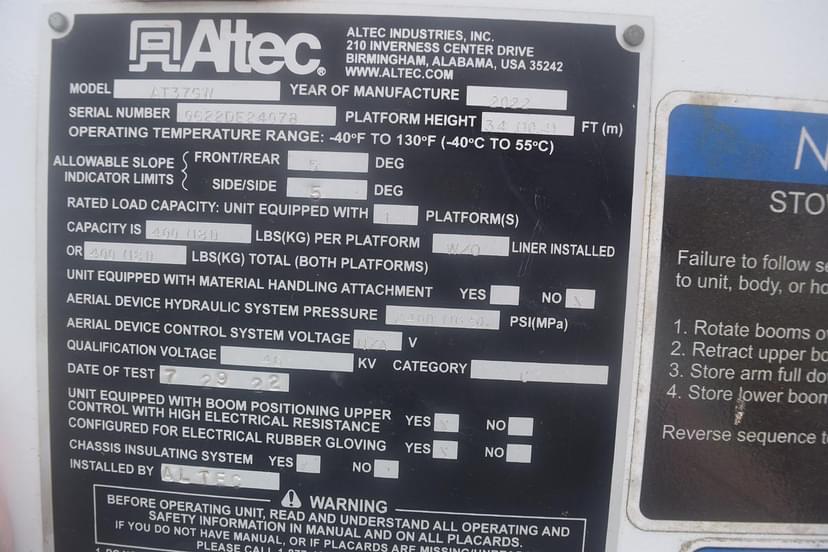 Altec
ALTEC INDUSTRIES, INC.
210 INVERNESS CENTER DRIVE
BIRMINGHAM, ALABAMA, USA 35242
WWW.ALTEC.COM
MODEL YEAR OF MANUFACTURE 2022
SERIAL NUMBER PLATFORM HEIGHT FT (m)
OPERATING TEMPERATURE RANGE: -40°F TO 130°F (-40°C TO 55°C)
ALLOWABLE SLOPE INDICATOR LIMITS { FRONT/REAR 5 DEG
SIDE/SIDE 5 DEG
RATED LOAD CAPACITY: UNIT EQUIPPED WITH 1 PLATFORM(S)
CAPACITY IS 400 (181) LBS(KG) PER PLATFORM W/O LINER INSTALLED
OR 400 (181) LBS(KG) TOTAL (BOTH PLATFORMS)
UNIT EQUIPPED WITH MATERIAL HANDLING ATTACHMENT YES NO X
AERIAL DEVICE HYDRAULIC SYSTEM PRESSURE PSI(MPa)
AERIAL DEVICE CONTROL SYSTEM VOLTAGE N/A V
QUALIFICATION VOLTAGE 46 KV CATEGORY
DATE OF TEST 7 29 22
UNIT EQUIPPED WITH BOOM POSITIONING UPPER
CONTROL WITH HIGH ELECTRICAL RESISTANCE YES NO
CONFIGURED FOR ELECTRICAL RUBBER GLOVING YES NO
CHASSIS INSULATING SYSTEM YES NO
INSTALLED BY ALTEC
WARNING
BEFORE OPERATING UNIT, READ AND UNDERSTAND ALL OPERATING AND
SAFETY INFORMATION IN MANUAL AND ON ALL PLACARDS.
IF YOU DO NOT HAVE MANUAL, OR IF PLACARDS ARE MISSING
PLEASE CALL
N
STO
Failure to follow
to unit, body, or
1. Rotate booms
2. Retract upper
3. Store arm full
4. Store lower boom
Reverse sequence